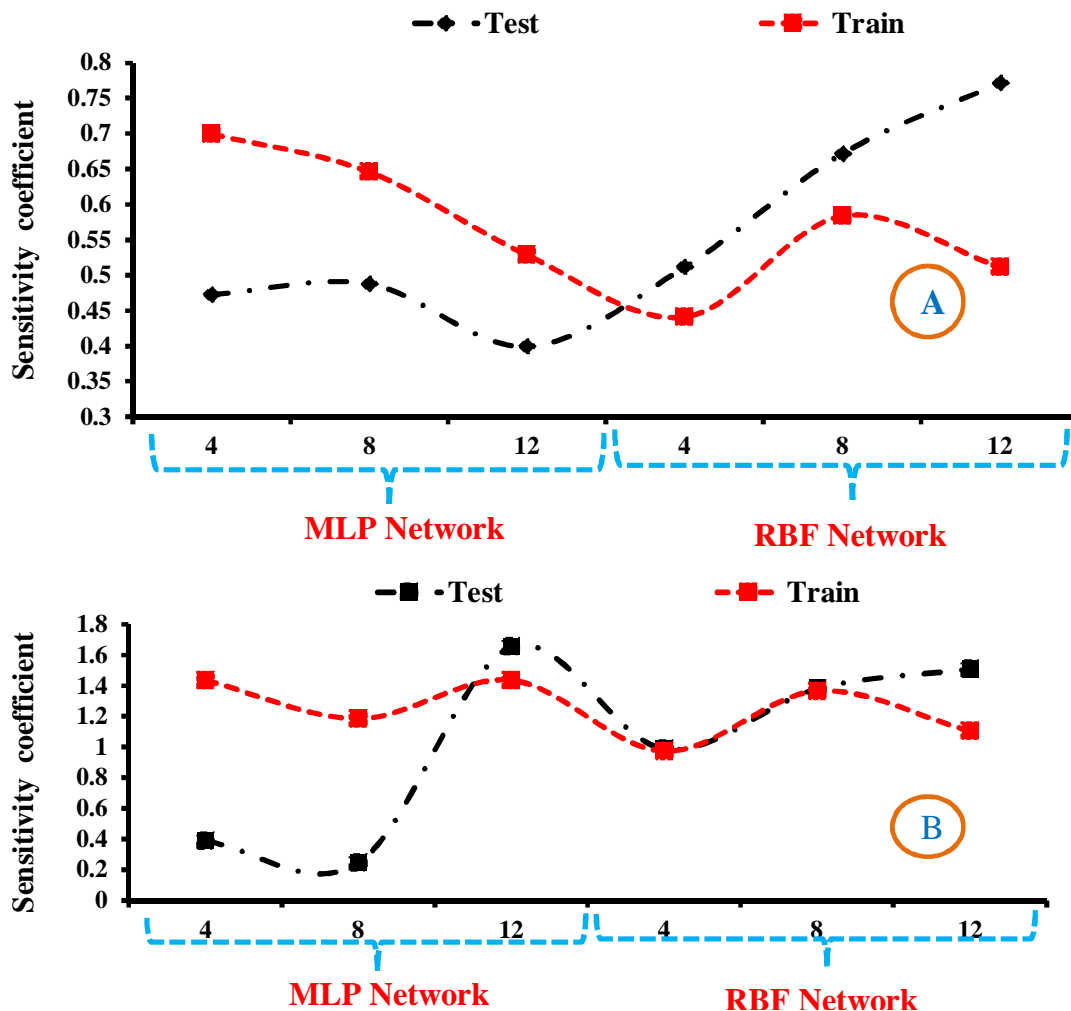 Test Train
Sensitivity coefficient
0.8
0.75
0.7
0.65
0.6
0.55
0.5
0.45
0.4
0.35
0.3
A
4 8 12 4 8 12
MLP Network RBF Network
Test Train
Sensitivity coefficient
1.8
1.6
1.4
1.2
1
0.8
0.6
0.4
0.2
0
B
4 8 12 4 8 12
MLP Network RBF Network